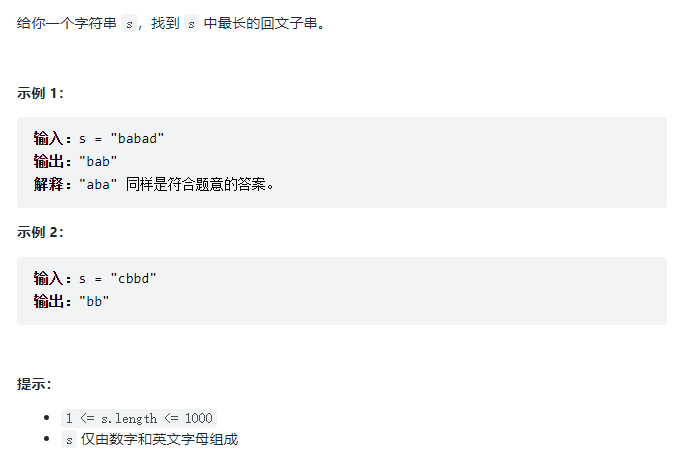 给你一个字符串 s，找到 s 中最长的回文子串。
示例 1：
输入：s = "babad"
输出："bab"
解释："aba" 同样是符合题意的答案。
示例 2：
输入：s = "cbbd"
输出："bb"
提示：
• 1 <= s.length <= 1000
• s 仅由数字和英文字母组成